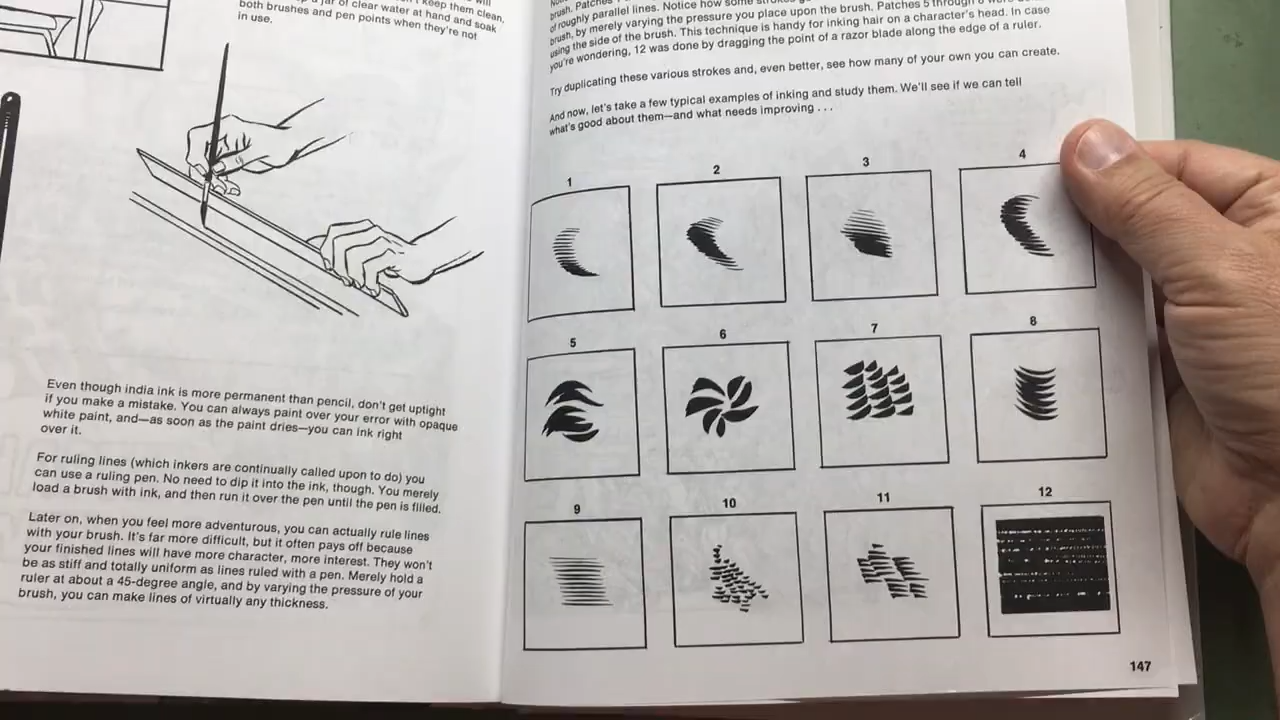 keep them clean,
a jar of clear water at hand and soak
both brushes and pen points when they're not
in use.
Even though india ink is more permanent than pencil, don't get uptight
if you make a mistake. You can always paint over your error with opaque
white paint, and—as soon as the paint dries—you can ink right
over it.
For ruling lines (which inkers are continually called upon to do) you
can use a ruling pen. No need to dip it into the ink, though. You merely
load a brush with ink, and then run it over the pen until the pen is filled.
Later on, when you feel more adventurous, you can actually rule lines
with your brush. It's far more difficult, but it often pays off because
your finished lines will have more character, more interest. They won't
be as stiff and totally uniform as lines ruled with a pen. Merely hold a
ruler at about a 45-degree angle, and by varying the pressure of your
brush, you can make lines of virtually any thickness.
brush. Patches
of roughly parallel lines. Notice how some strokes
brush, by merely varying the pressure you place upon the brush. Patches 5 through
using the side of the brush. This technique is handy for inking hair on a character's head. In case
you're wondering, 12 was done by dragging the point of a razor blade along the edge of a ruler.
Try duplicating these various strokes and, even better, see how many of your own you can create.
And now, let's take a few typical examples of inking and study them. We'll see if we can tell
what's good about them—and what needs improving . . .
1
2
3
4
5
6
7
8
9
10
11
12
147